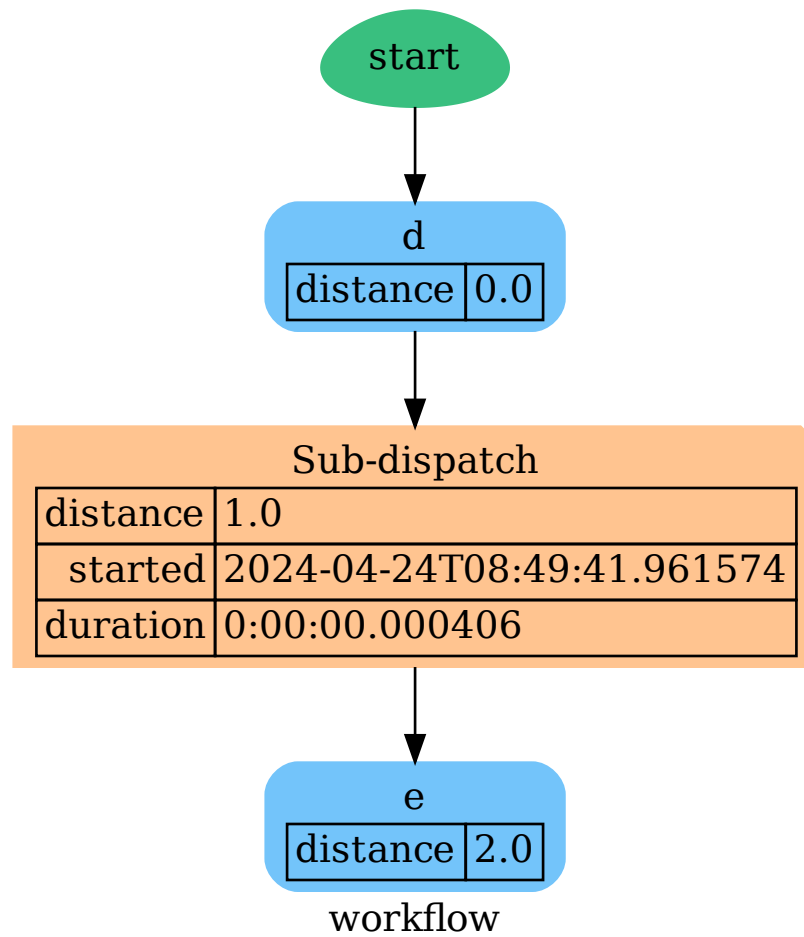 start
d
distance 0.0
Sub-dispatch
distance 1.0
started 2024-04-24T08:49:41.961574
duration 0:00:00.000406
e
distance 2.0
workflow